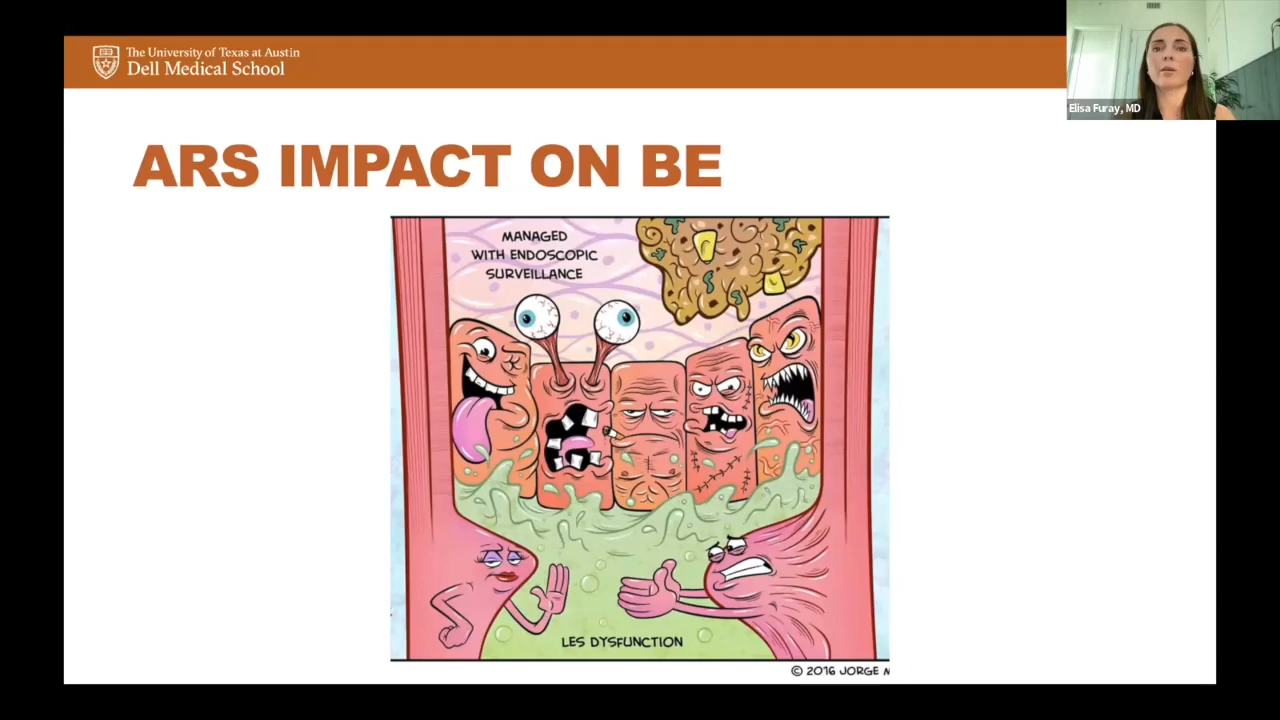 The University of Texas at Austin
Dell Medical School
Elisa Furay, MD
ARS IMPACT ON BE
MANAGED
WITH ENDOSCOPIC
SURVEILLANCE
LES DYSFUNCTION
© 2016 JORGE